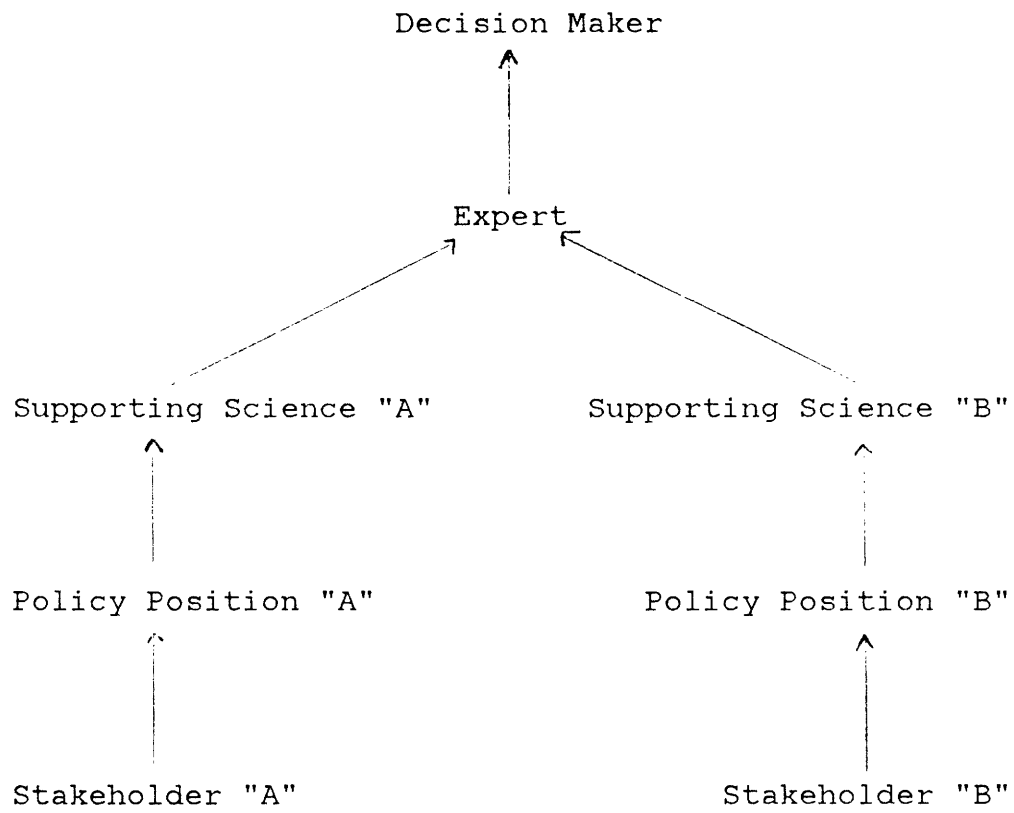 Decision Maker
Expert
Supporting Science "A" Supporting Science "B"
Policy Position "A" Policy Position "B"
Stakeholder "A" Stakeholder "B"